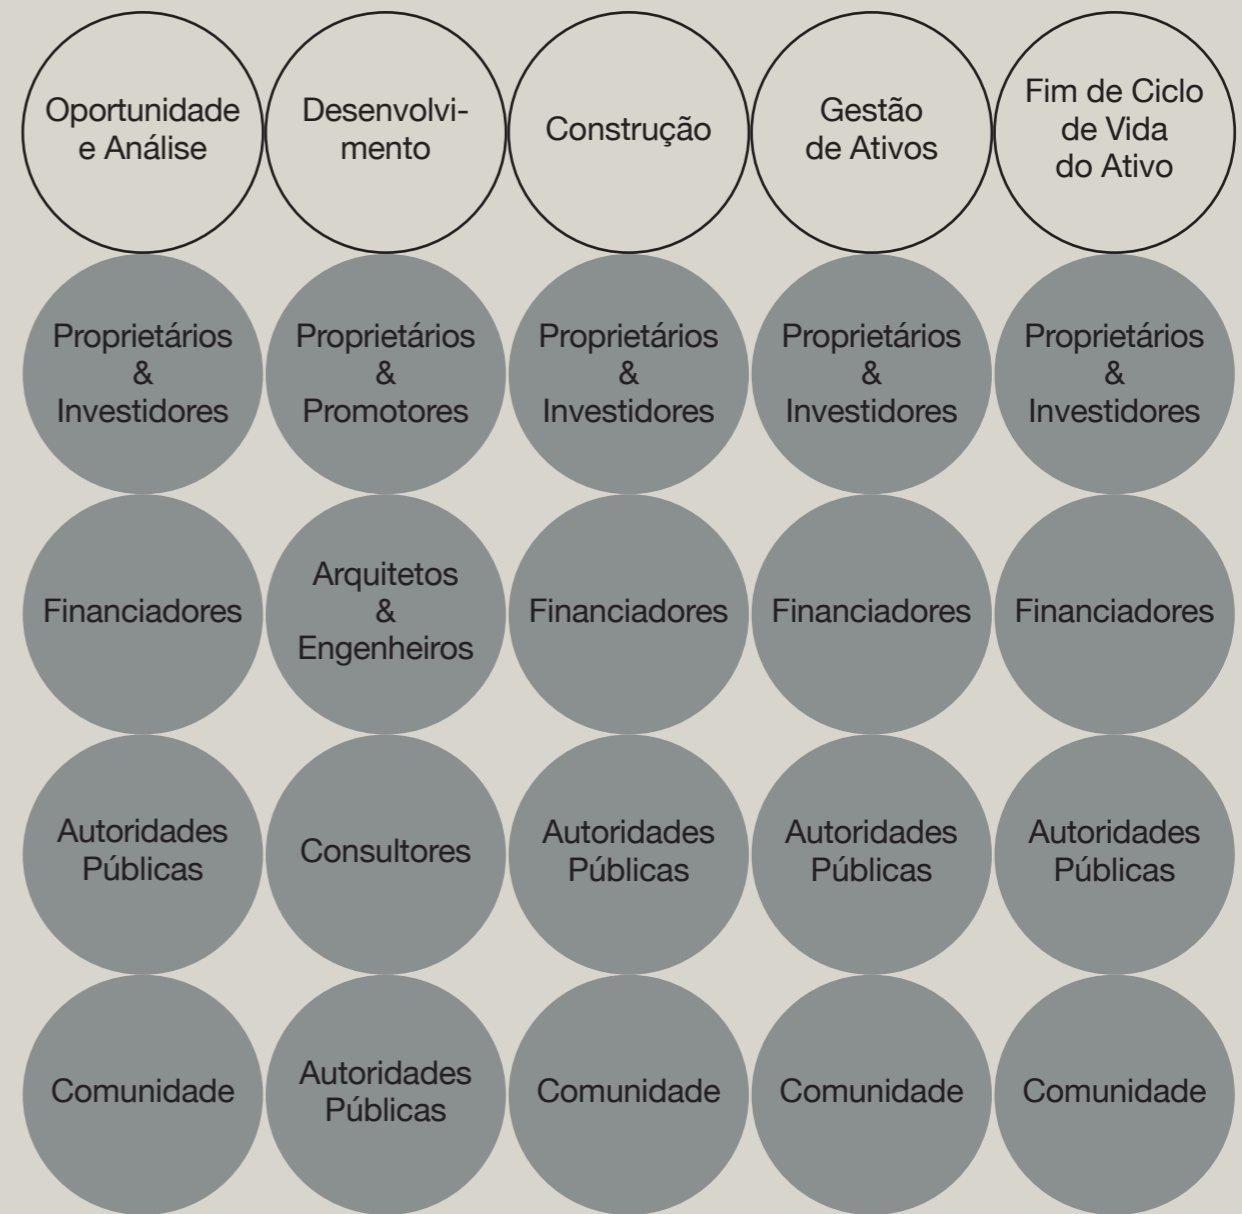 Oportunidade
e Análise
Desenvolvi-
mento
Construção
Gestão
de Ativos
Fim de Ciclo
de Vida
do Ativo
Proprietários
&
Investidores
Proprietários
&
Promotores
Proprietários
&
Investidores
Proprietários
&
Investidores
Proprietários
&
Investidores
Financiadores
Arquitetos
&
Engenheiros
Financiadores
Financiadores
Financiadores
Autoridades
Públicas
Consultores
Autoridades
Públicas
Autoridades
Públicas
Autoridades
Públicas
Comunidade
Autoridades
Públicas
Comunidade
Comunidade
Comunidade